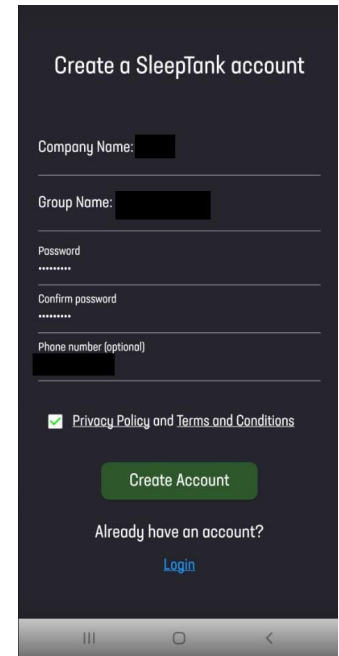 Create a SleepTank account
Company Name:
Group Name:
Password
•••••••••
Confirm password
•••••••••
Phone number (optional)
Privacy Policy and Terms and Conditions
Create Account
Already have an account?
Login